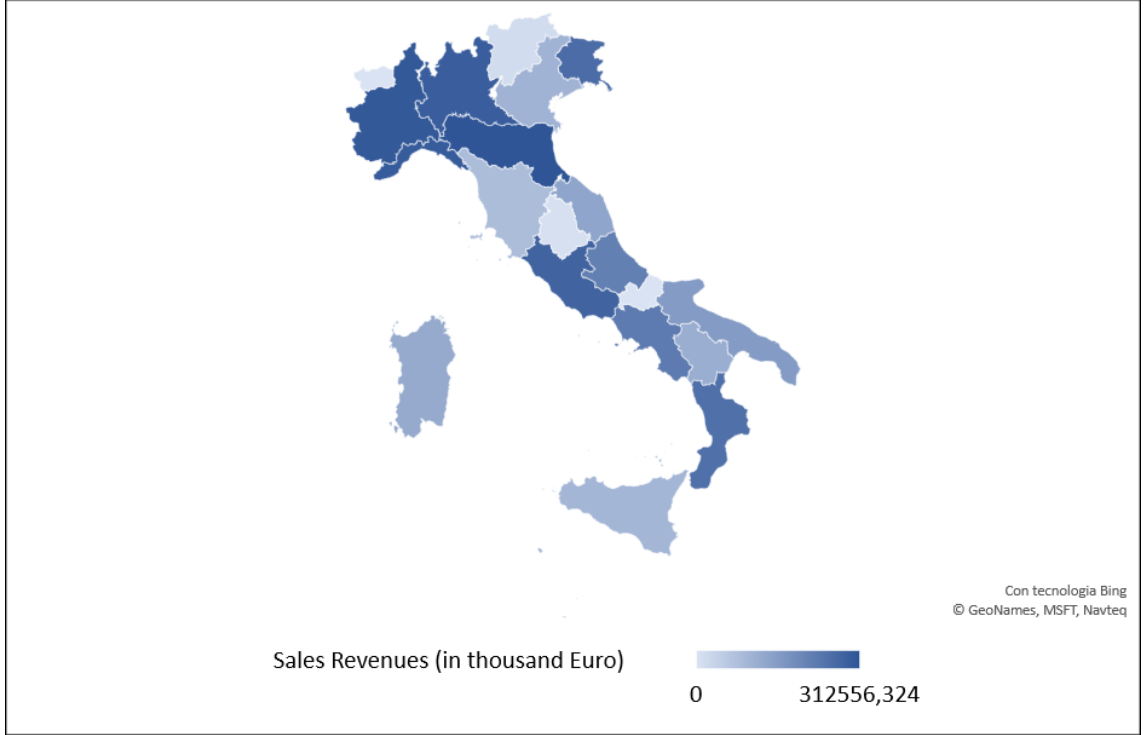 Con tecnologia Bing
© GeoNames, MSFT, Navteq
Sales Revenues (in thousand Euro)
0 312556,324